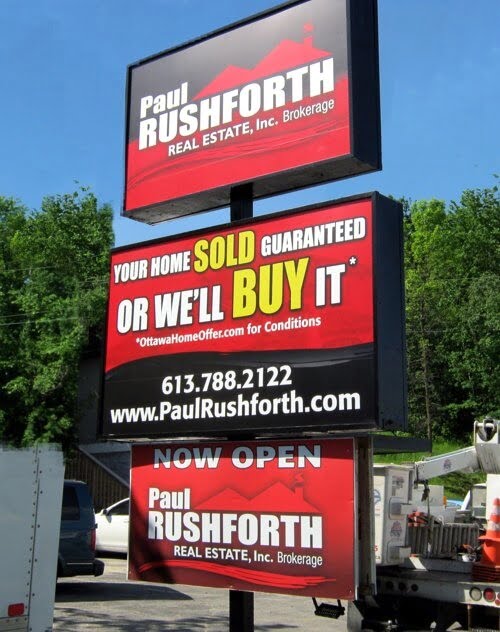 Paul
RUSHFORTH
REAL ESTATE, Inc. Brokerage
YOUR HOME SOLD GUARANTEED
OR WE'LL BUY IT*
*OttawaHomeOffer.com for Conditions
613.788.2122
www.PaulRushforth.com
NOW OPEN
Paul
RUSHFORTH
REAL ESTATE, Inc. Brokerage